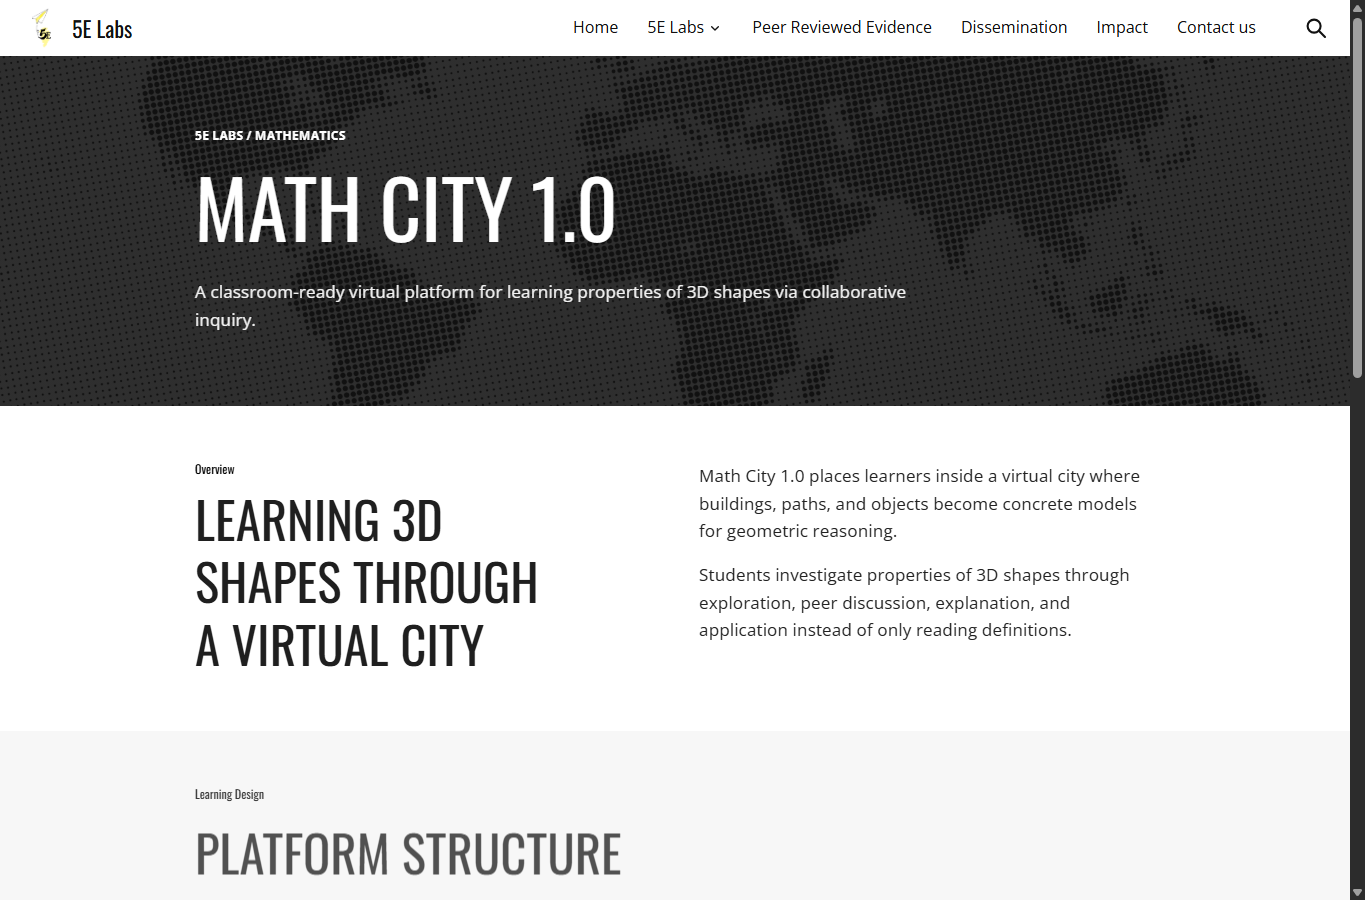 5E
5E Labs
Home
5E Labs
Peer Reviewed Evidence
Dissemination
Impact
Contact us
5E LABS / MATHEMATICS
MATH CITY 1.0
A classroom-ready virtual platform for learning properties of 3D shapes via collaborative
inquiry.
Overview
LEARNING 3D
SHAPES THROUGH
A VIRTUAL CITY
Math City 1.0 places learners inside a virtual city where
buildings, paths, and objects become concrete models
for geometric reasoning.
Students investigate properties of 3D shapes through
exploration, peer discussion, explanation, and
application instead of only reading definitions.
Learning Design
PLATFORM STRUCTURE